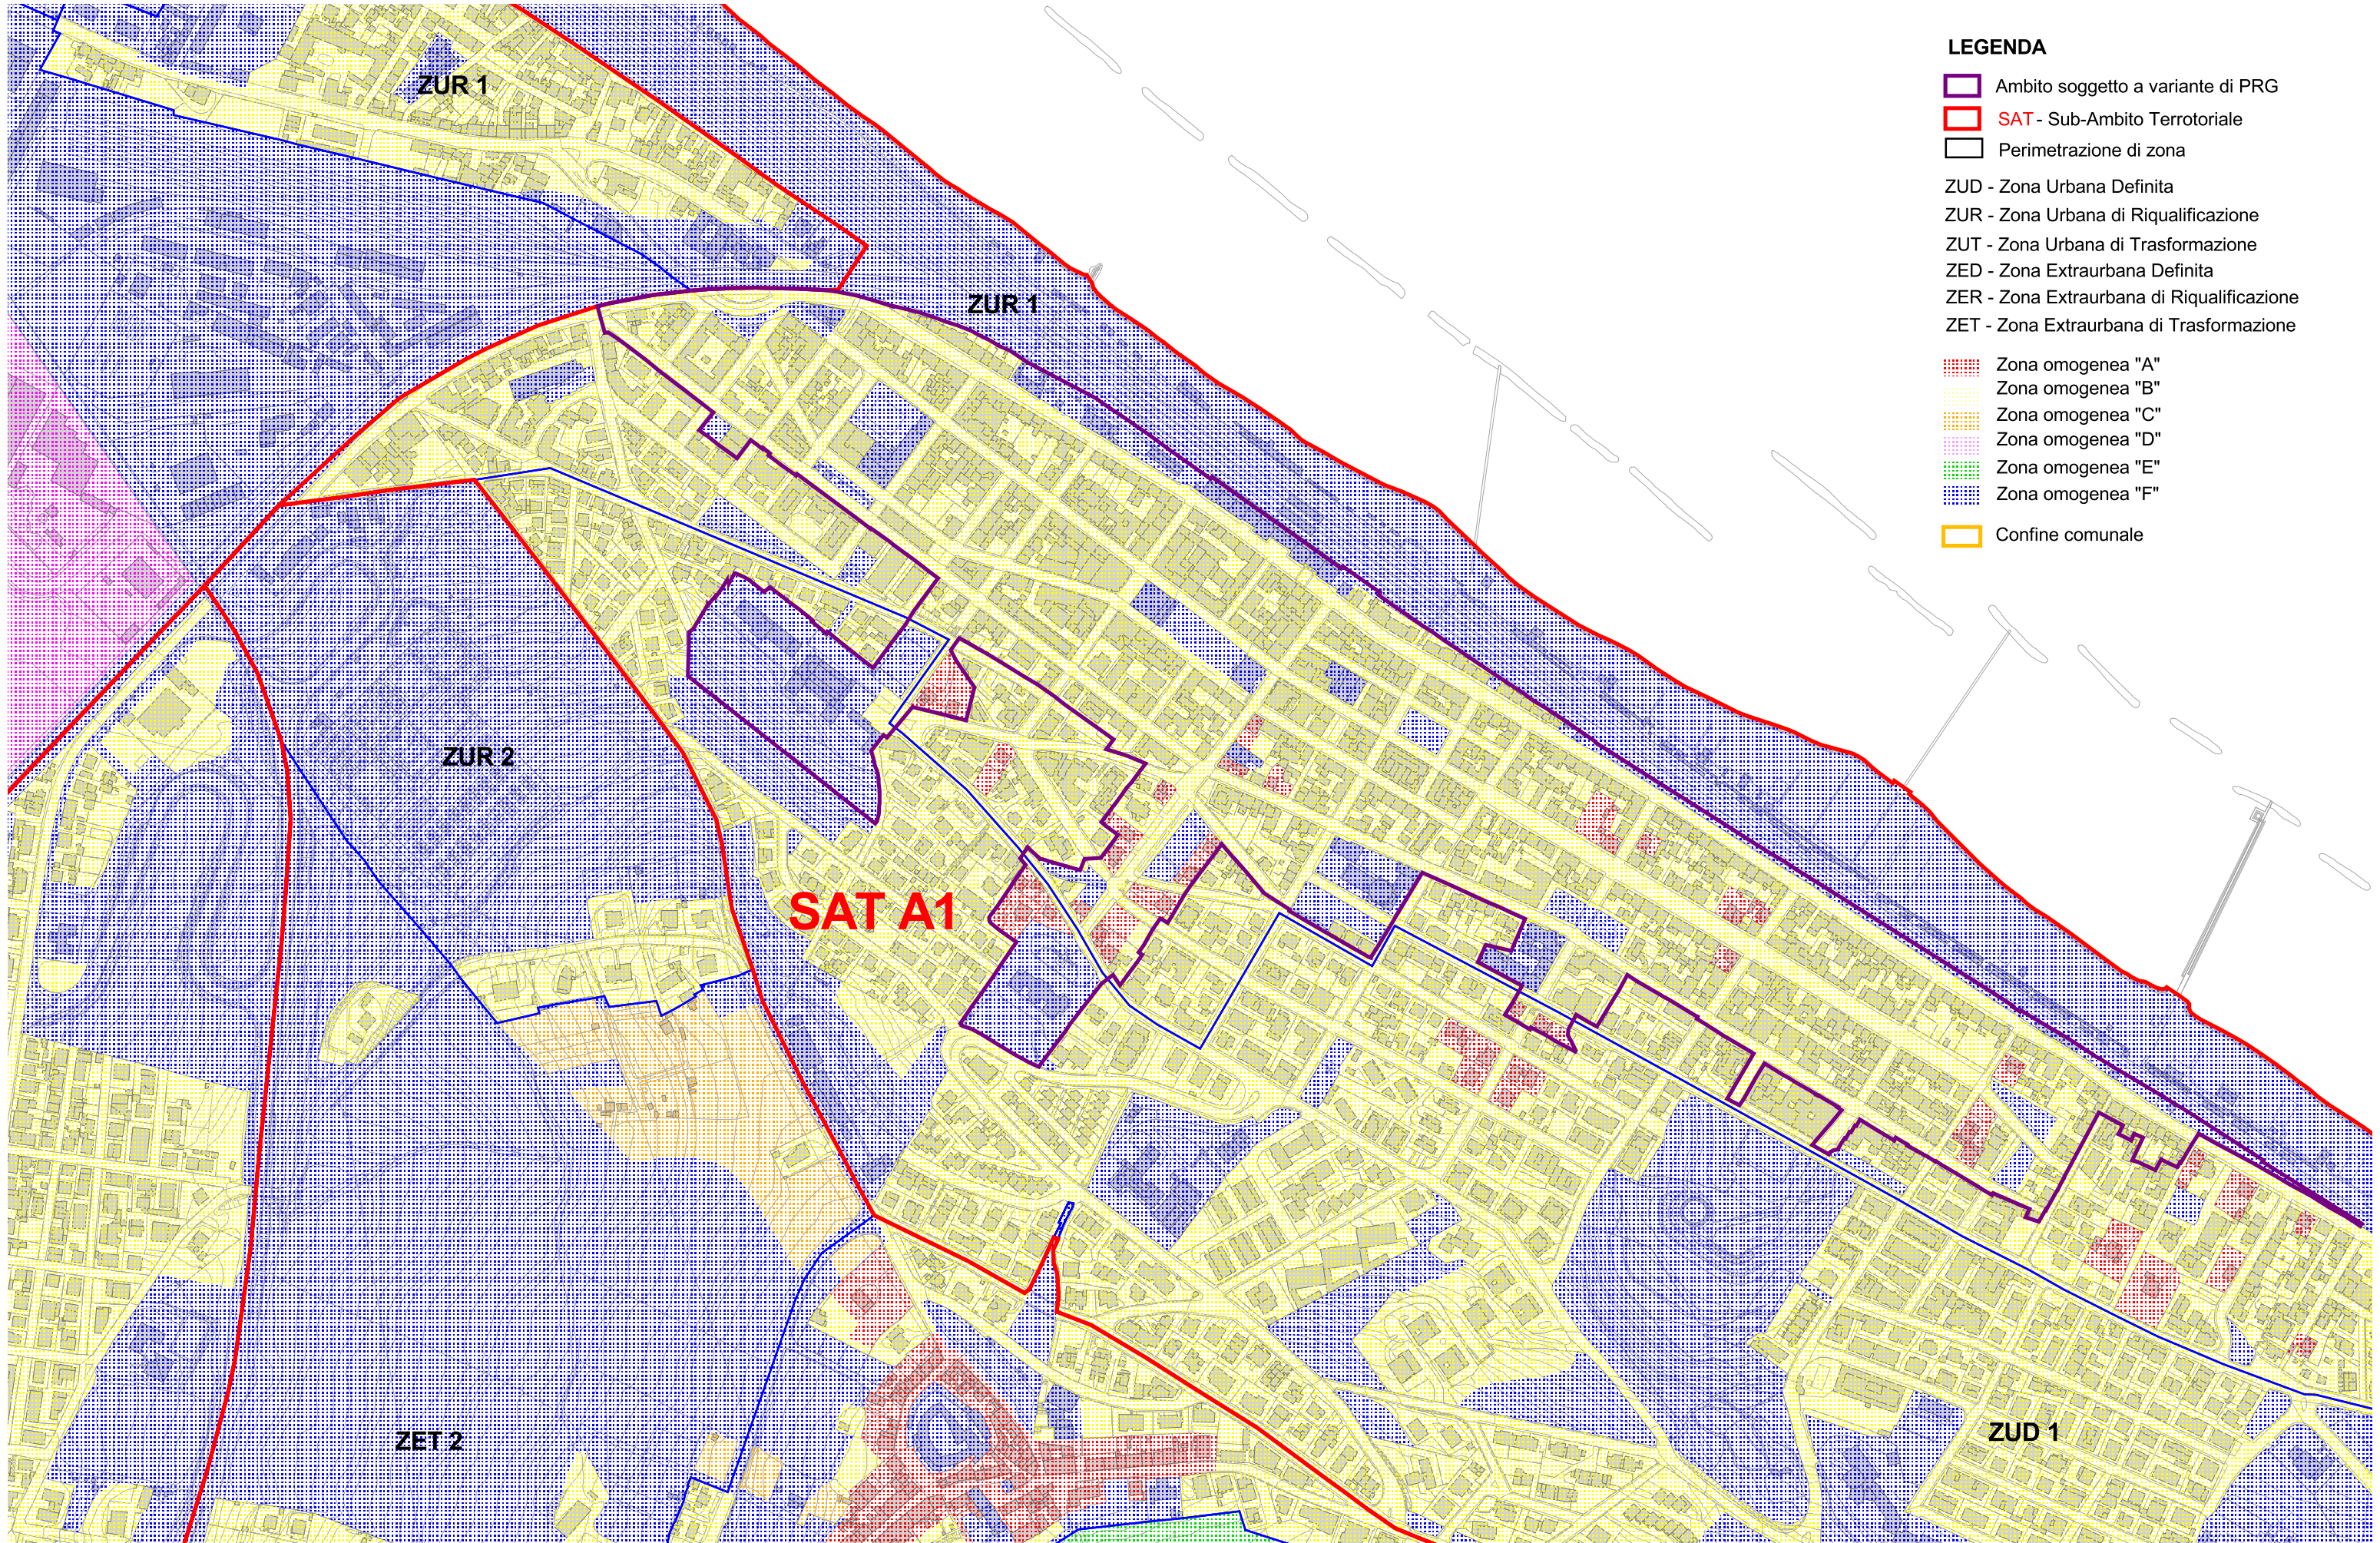 LEGENDA
Ambito soggetto a variante di PRG
SAT - Sub-Ambito Terrotoriale
Perimetrazione di zona
ZUD - Zona Urbana Definita
ZUR - Zona Urbana di Riqualificazione
ZUT - Zona Urbana di Trasformazione
ZED - Zona Extraurbana Definita
ZER - Zona Extraurbana di Riqualificazione
ZET - Zona Extraurbana di Trasformazione
Zona omogenea "A"
Zona omogenea "B"
Zona omogenea "C"
Zona omogenea "D"
Zona omogenea "E"
Zona omogenea "F"
Confine comunale
ZUR 1
ZUR 1
ZUR 2
SAT A1
ZET 2
ZUD 1